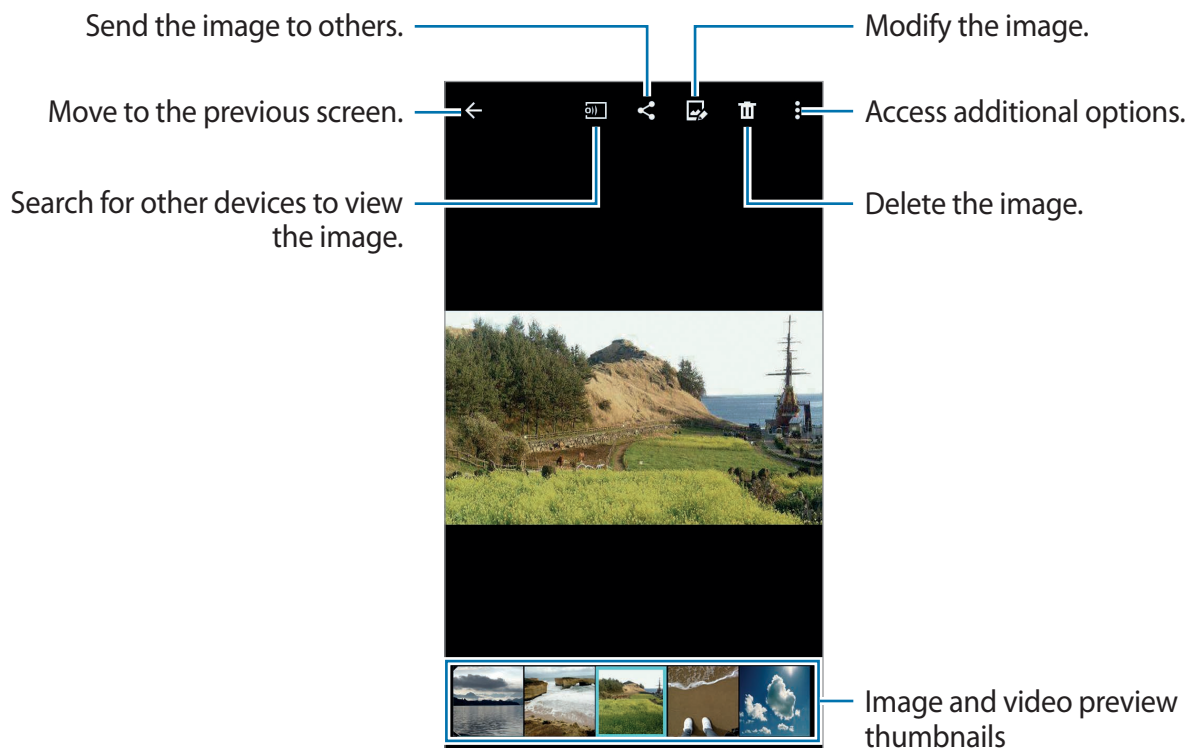 Send the image to others.
Modify the image.
Move to the previous screen.
Access additional options.
Search for other devices to view
the image.
Delete the image.
Image and video preview
thumbnails